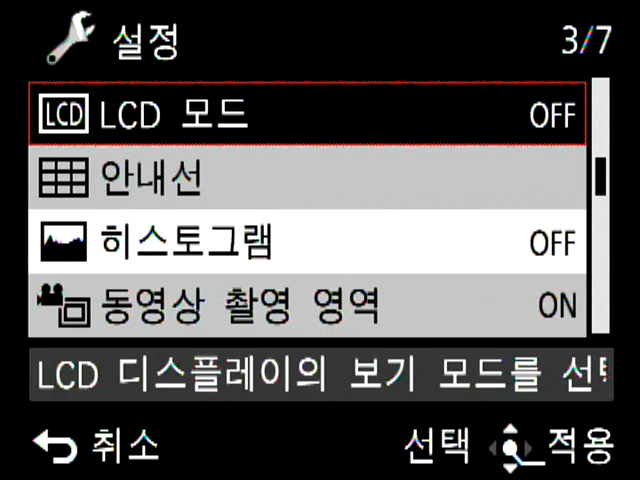 설정 3/7
LCD LCD 모드 OFF
안내선
히스토그램 OFF
동영상 촬영 영역 ON
LCD 디스플레이의 보기 모드를
취소 선택 적용